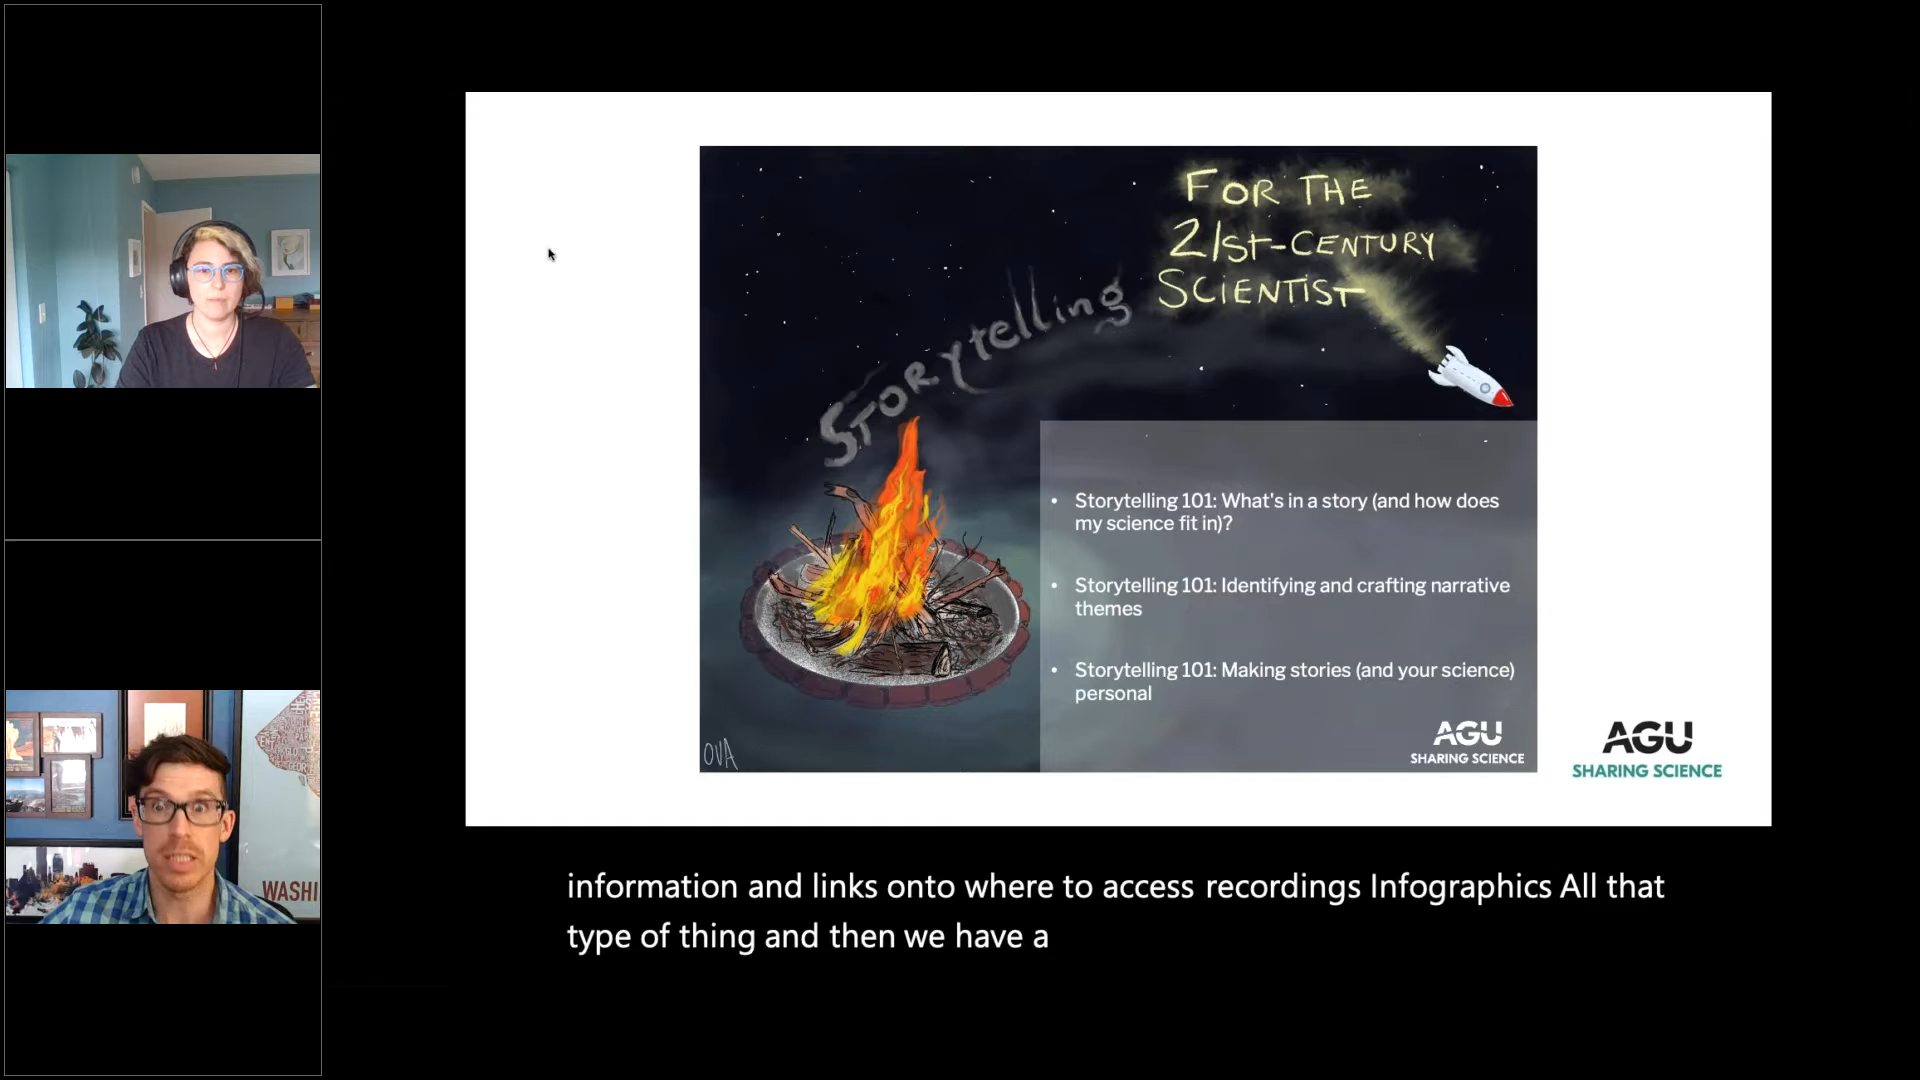 FOR THE
21st-CENTURY
SCiENTiST
STORytelling
• Storytelling 101: What's in a story (and how does
my science fit in)?
• Storytelling 101: Identifying and crafting narrative
themes
• Storytelling 101: Making stories (and your science)
personal
OVA
AGU
SHARING SCIENCE
AGU
SHARING SCIENCE
WASHI
information and links onto where to access recordings Infographics All that
type of thing and then we have a